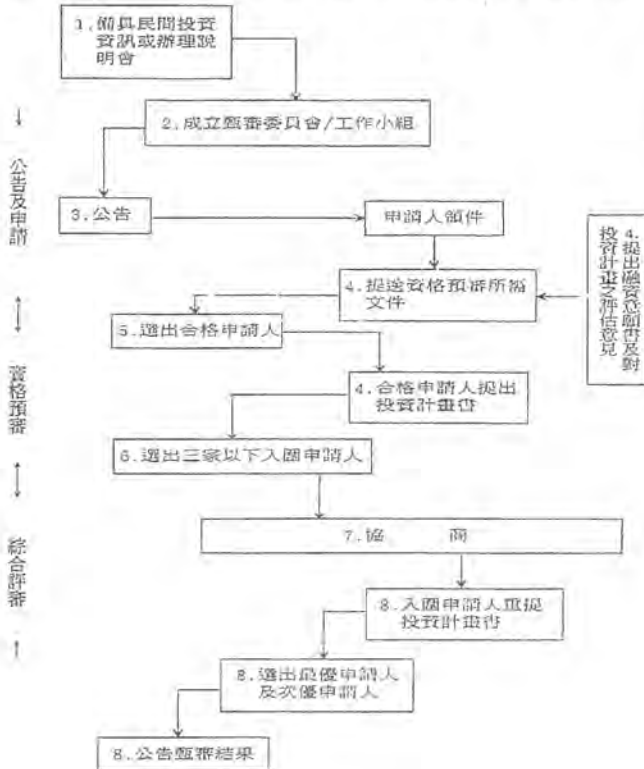 1.備具民間投資
資訊或辦理說
明會
2.成立甄審委員會/工作小組
3.公告
申請人領件
4.提送資格預審所需
文件
4.提出融資意願書及對
投資計畫之評估意見
5.選出合格申請人
4.合格申請人提出
投資計畫書
6.選出三家以下入圍申請人
7.協　　商
8.入圍申請人重提
投資計畫書
8.選出最優申請人
及次優申請人
8.公告甄審結果
↓
公告及申請
↕
資格預審
↕
綜合評審
↑